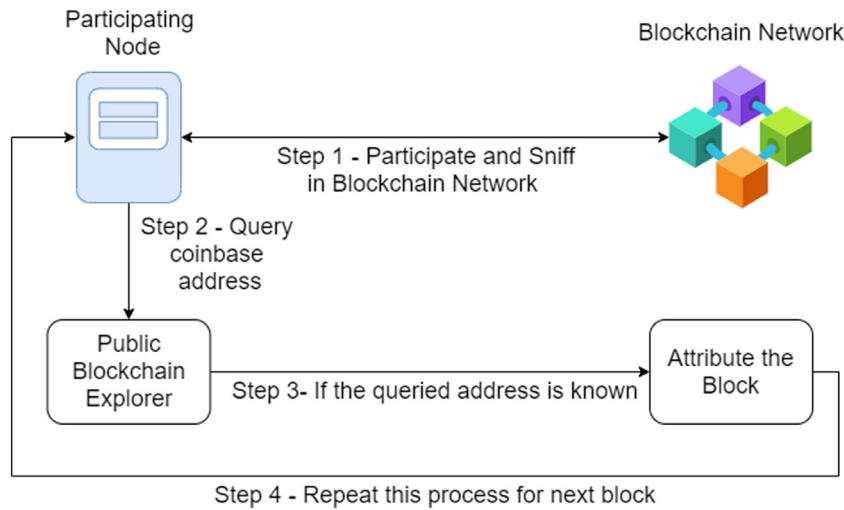 Participating
Node
Blockchain Network
Step 1 - Participate and Sniff
in Blockchain Network
Step 2 - Query
coinbase
address
Public
Blockchain
Explorer
Step 3- If the queried address is known
Attribute the
Block
Step 4 - Repeat this process for next block